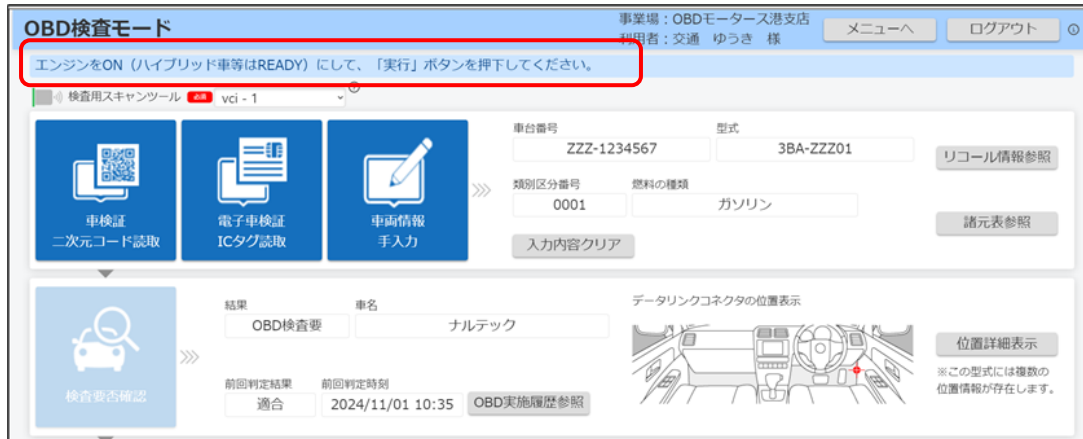 OBD検査モード
事業場：OBDモータース港支店
利用者：交通 ゆうき 様
メニューへ
ログアウト
エンジンをON（ハイブリッド車等はREADY）にして、「実行」ボタンを押下してください。
検査用スキャンツール 必須 vci - 1
車検証
二次元コード読取
電子車検証
ICタグ読取
車両情報
手入力
車台番号
ZZZ-1234567
型式
3BA-ZZZ01
類別区分番号
0001
燃料の種類
ガソリン
入力内容クリア
リコール情報参照
諸元表参照
検査要否確認
結果
OBD検査要
車名
ナルテック
前回判定結果
適合
前回判定時刻
2024/11/01 10:35
OBD実施履歴参照
データリンクコネクタの位置表示
位置詳細表示
※この型式には複数の
位置情報が存在します。